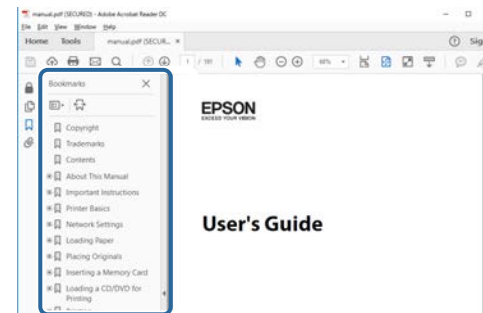 manual.pdf (SECURED) - Adobe Acrobat Reader DC
File Edit View Window Help
Home Tools manual.pdf (SECUR... ×
Bookmarks
EPSON
EXCEED YOUR VISION
Copyright
Trademarks
Contents
About This Manual
Important Instructions
Printer Basics
Network Settings
Loading Paper
Placing Originals
Inserting a Memory Card
Loading a CD/DVD for
Printing
User's Guide